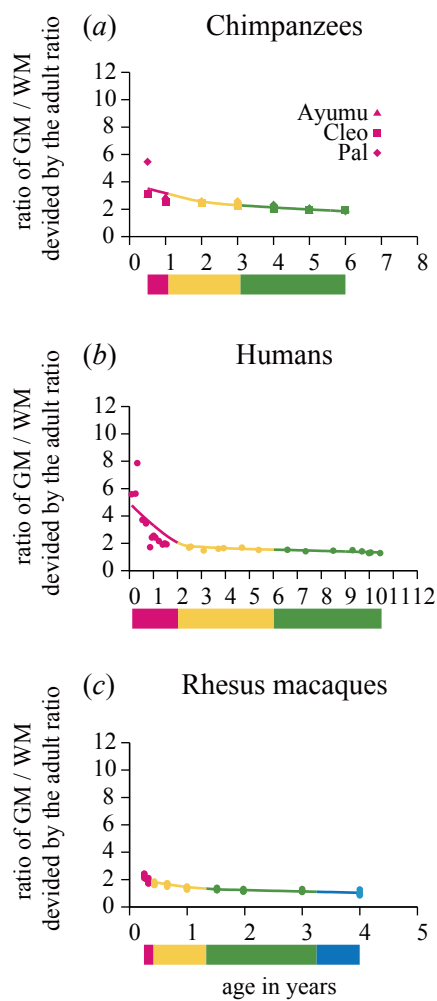 (a) Chimpanzees
ratio of GM / WM
devided by the adult ratio
12
10
8
6
4
2
0
Ayumu
Cleo
Pal
0 1 2 3 4 5 6 7 8
(b) Humans
ratio of GM / WM
devided by the adult ratio
12
10
8
6
4
2
0
0 1 2 3 4 5 6 7 8 9 10 11 12
(c) Rhesus macaques
ratio of GM / WM
devided by the adult ratio
12
10
8
6
4
2
0
0 1 2 3 4 5
age in years